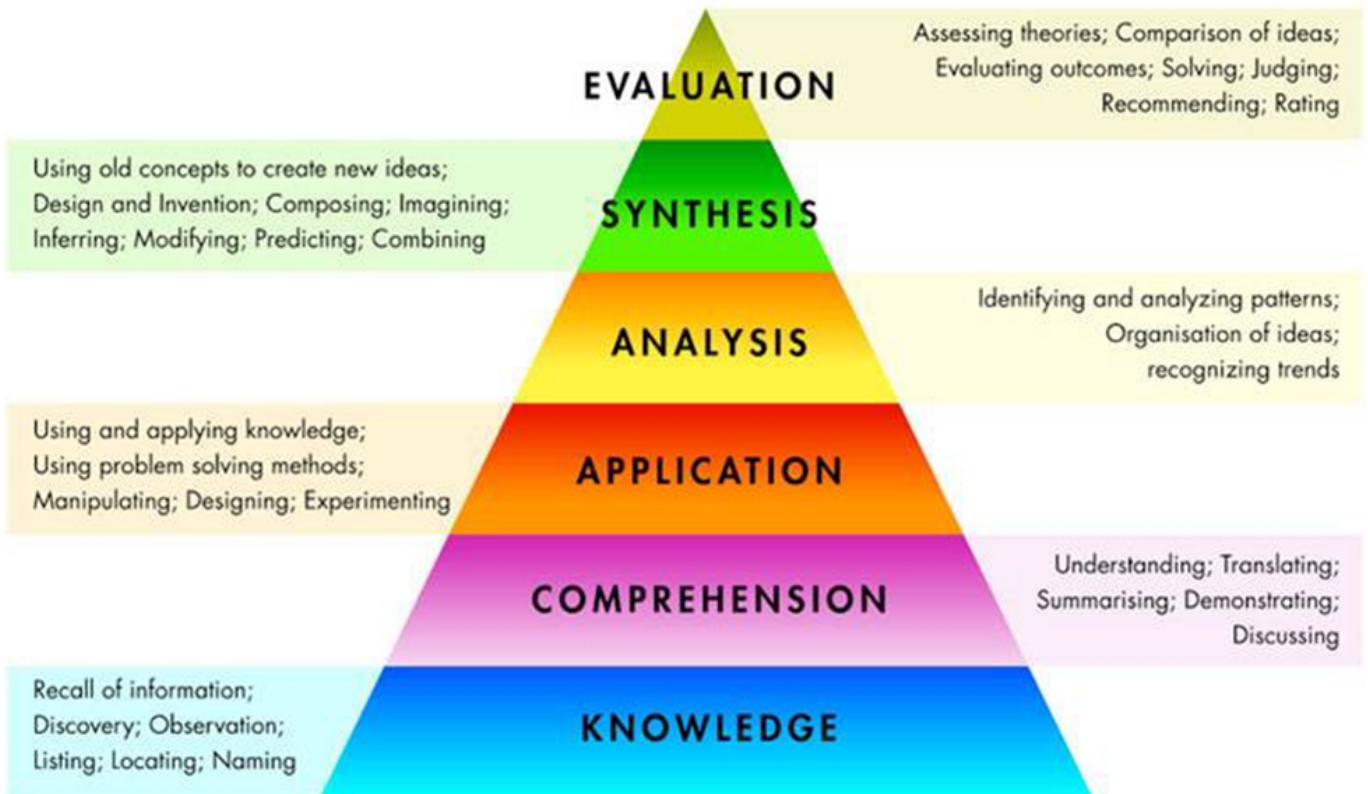 EVALUATION
Assessing theories; Comparison of ideas;
Evaluating outcomes; Solving; Judging;
Recommending; Rating
Using old concepts to create new ideas;
Design and Invention; Composing; Imagining;
Inferring; Modifying; Predicting; Combining
SYNTHESIS
ANALYSIS
Identifying and analyzing patterns;
Organisation of ideas;
recognizing trends
Using and applying knowledge;
Using problem solving methods;
Manipulating; Designing; Experimenting
APPLICATION
COMPREHENSION
Understanding; Translating;
Summarising; Demonstrating;
Discussing
Recall of information;
Discovery; Observation;
Listing; Locating; Naming
KNOWLEDGE